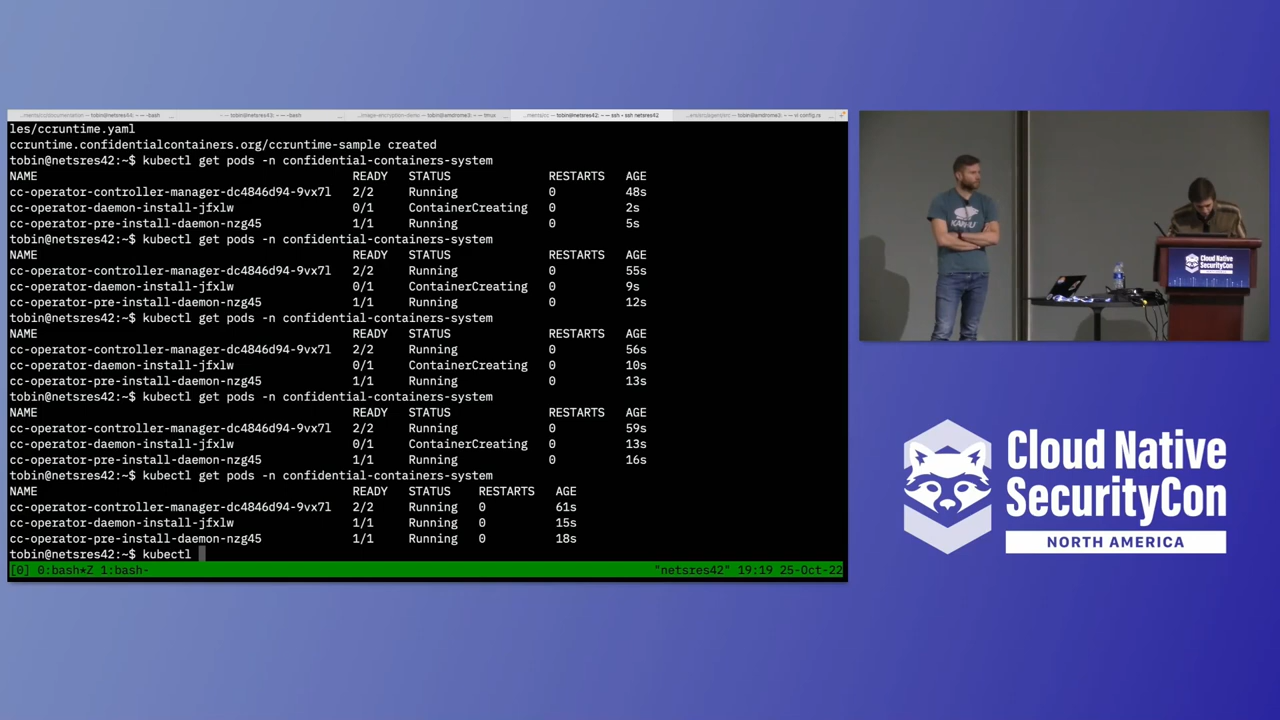 les/ccruntime.yaml
ccruntime.confidentialcontainers.org/ccruntime-sample created
tobin@netsres42:~$ kubectl get pods -n confidential-containers-system
NAME READY STATUS RESTARTS AGE
cc-operator-controller-manager-dc4846d94-9vx7l 2/2 Running 0 48s
cc-operator-daemon-install-jfxlw 0/1 ContainerCreating 0 2s
cc-operator-pre-install-daemon-nzg45 1/1 Running 0 5s
tobin@netsres42:~$ kubectl get pods -n confidential-containers-system
NAME READY STATUS RESTARTS AGE
cc-operator-controller-manager-dc4846d94-9vx7l 2/2 Running 0 55s
cc-operator-daemon-install-jfxlw 0/1 ContainerCreating 0 9s
cc-operator-pre-install-daemon-nzg45 1/1 Running 0 12s
tobin@netsres42:~$ kubectl get pods -n confidential-containers-system
NAME READY STATUS RESTARTS AGE
cc-operator-controller-manager-dc4846d94-9vx7l 2/2 Running 0 56s
cc-operator-daemon-install-jfxlw 0/1 ContainerCreating 0 10s
cc-operator-pre-install-daemon-nzg45 1/1 Running 0 13s
tobin@netsres42:~$ kubectl get pods -n confidential-containers-system
NAME READY STATUS RESTARTS AGE
cc-operator-controller-manager-dc4846d94-9vx7l 2/2 Running 0 59s
cc-operator-daemon-install-jfxlw 0/1 ContainerCreating 0 13s
cc-operator-pre-install-daemon-nzg45 1/1 Running 0 16s
tobin@netsres42:~$ kubectl get pods -n confidential-containers-system
NAME READY STATUS RESTARTS AGE
cc-operator-controller-manager-dc4846d94-9vx7l 2/2 Running 0 61s
cc-operator-daemon-install-jfxlw 1/1 Running 0 15s
cc-operator-pre-install-daemon-nzg45 1/1 Running 0 18s
tobin@netsres42:~$ kubectl
[0] 0:bash*Z 1:bash- "netsres42" 19:19 25-Oct-22
Cloud Native
SecurityCon
Cloud Native
SecurityCon
NORTH AMERICA